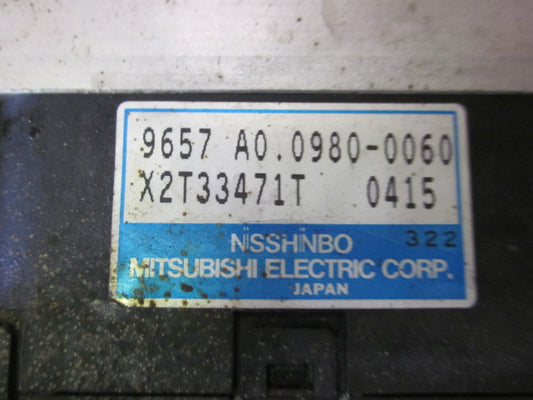 9657 A0.0980-0060
X2T33471T 0415
NISSHINBO 322
MITSUBISHI ELECTRIC CORP.
JAPAN